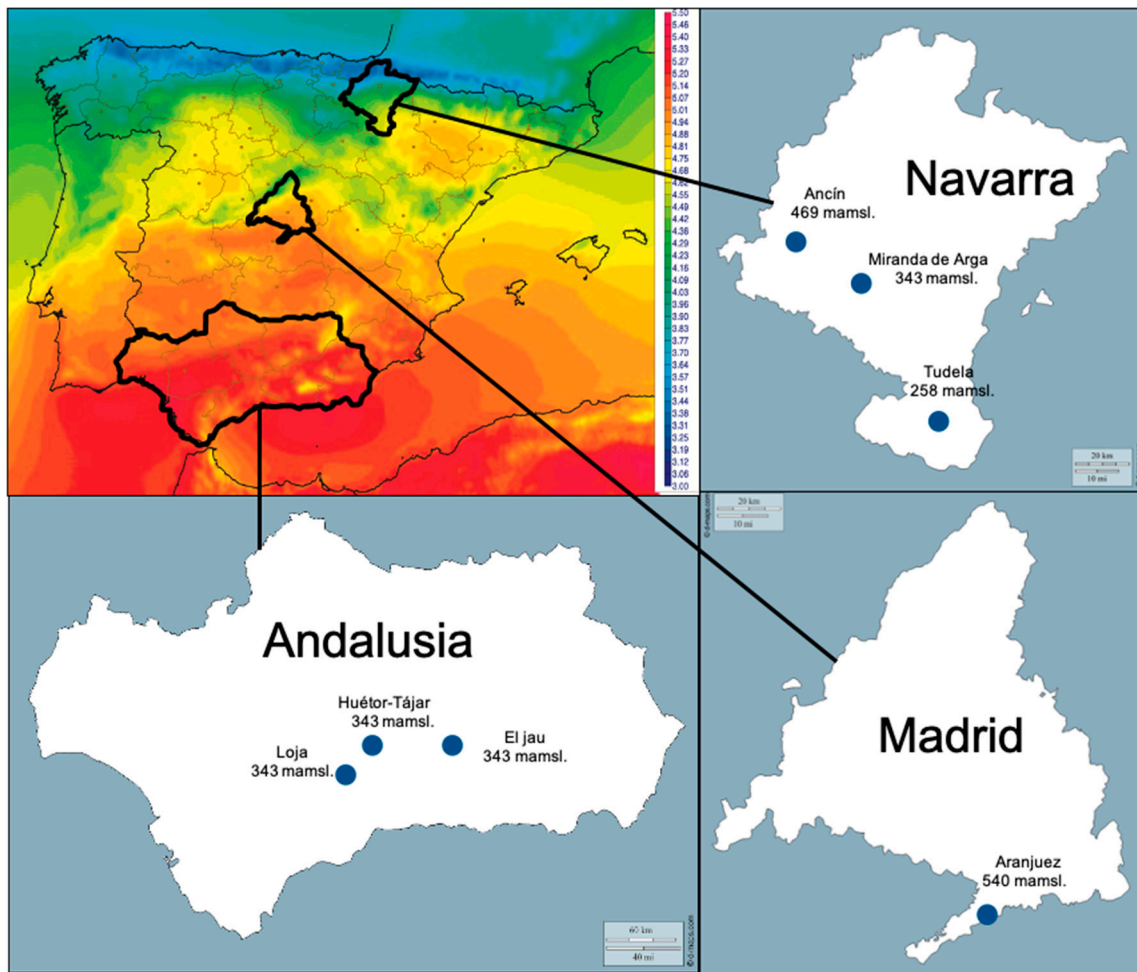 5.50
5.46
5.40
5.33
5.27
5.20
5.14
5.07
5.01
4.94
4.88
4.81
4.75
4.68
4.62
4.55
4.49
4.42
4.36
4.29
4.23
4.16
4.09
4.03
3.96
3.90
3.83
3.77
3.70
3.64
3.57
3.51
3.44
3.38
3.31
3.25
3.19
3.12
3.06
3.00
Navarra
Ancín
469 mamsl.
Miranda de Arga
343 mamsl.
Tudela
258 mamsl.
20 km
10 mi
Andalusia
Huétor-Tájar
343 mamsl.
Loja
343 mamsl.
El jau
343 mamsl.
60 km
40 mi
© d-maps.com
20 km
10 mi
© d-maps.com
Madrid
Aranjuez
540 mamsl.